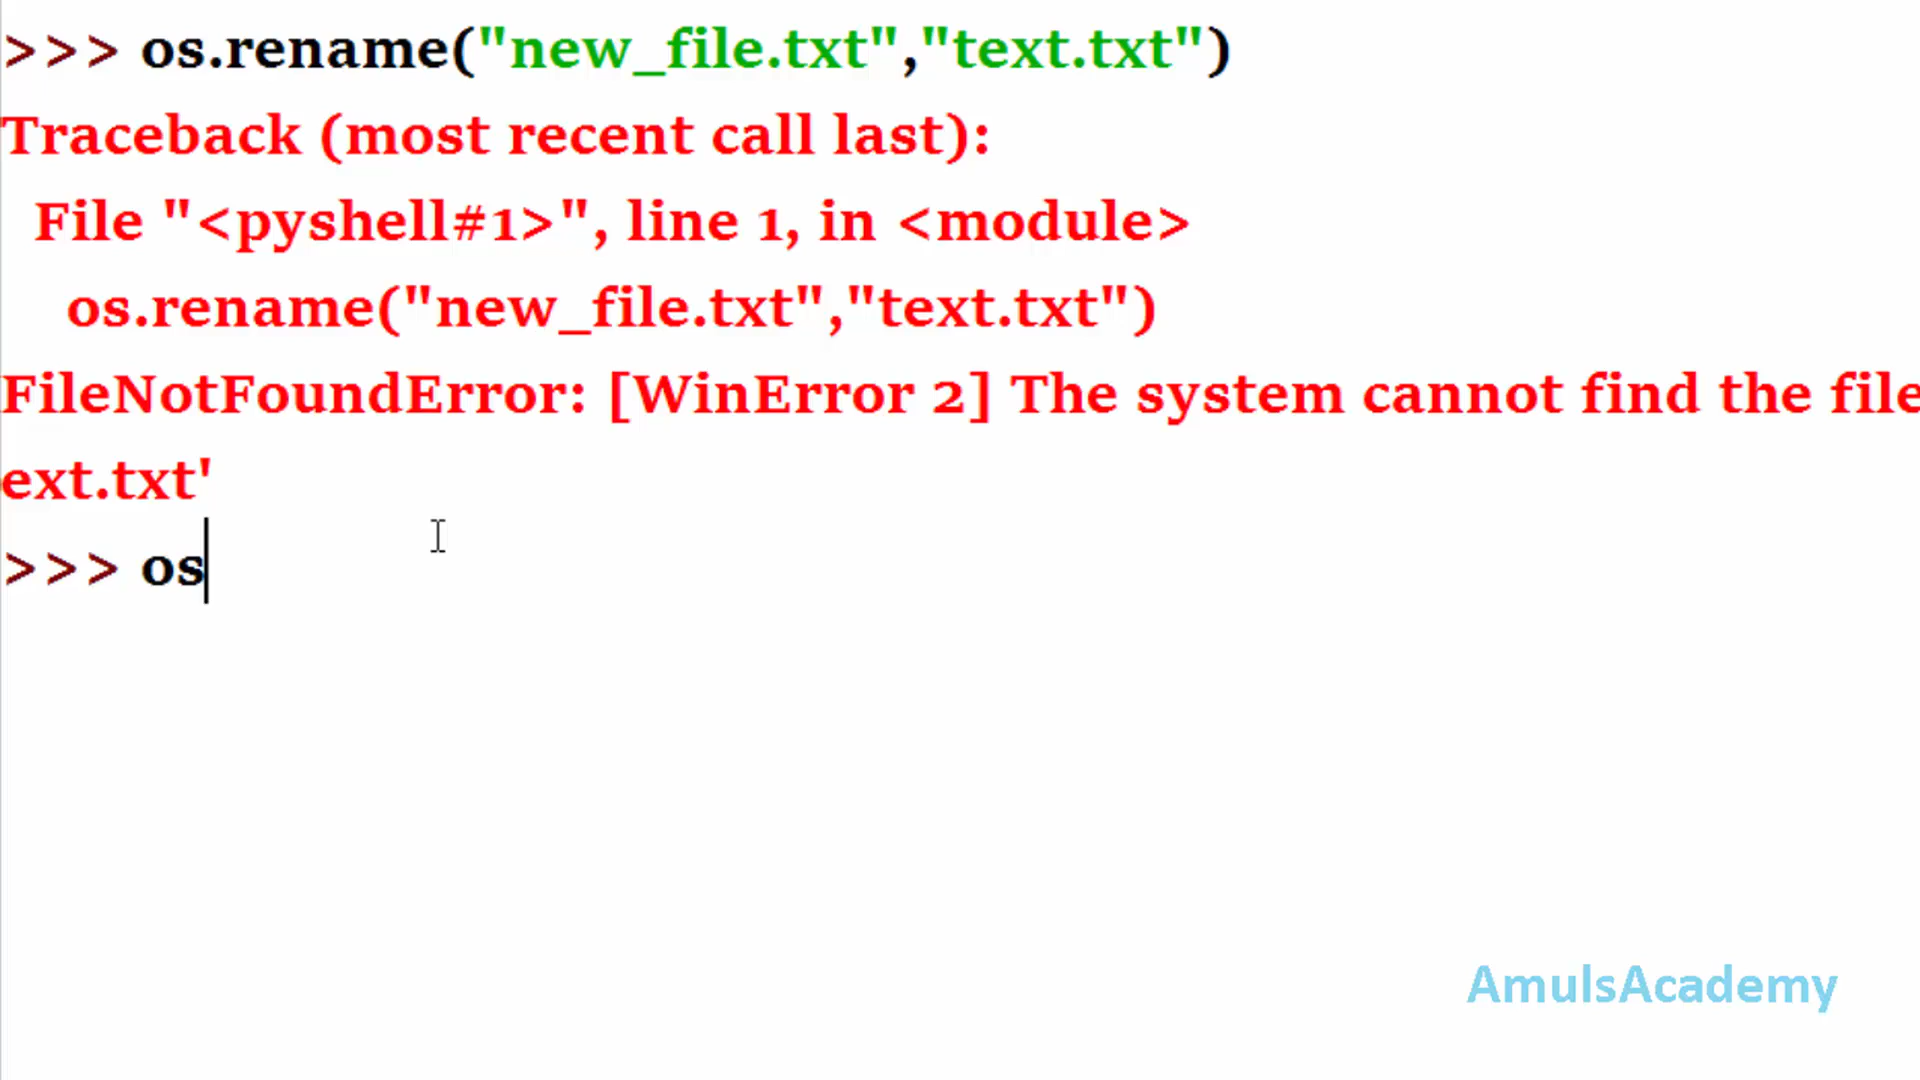 >>> os.rename("new_file.txt","text.txt")
Traceback (most recent call last):
File "<pyshell#1>", line 1, in <module>
os.rename("new_file.txt","text.txt")
FileNotFoundError: [WinError 2] The system cannot find the file
ext.txt'
>>> os
AmulsAcademy